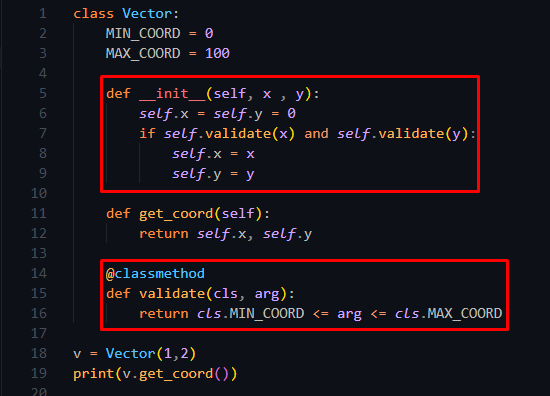 1 class Vector:
2     MIN_COORD = 0
3     MAX_COORD = 100
4
5     def __init__(self, x , y):
6         self.x = self.y = 0
7         if self.validate(x) and self.validate(y):
8             self.x = x
9             self.y = y
10
11     def get_coord(self):
12         return self.x, self.y
13
14     @classmethod
15     def validate(cls, arg):
16         return cls.MIN_COORD <= arg <= cls.MAX_COORD
17
18 v = Vector(1,2)
19 print(v.get_coord())
20